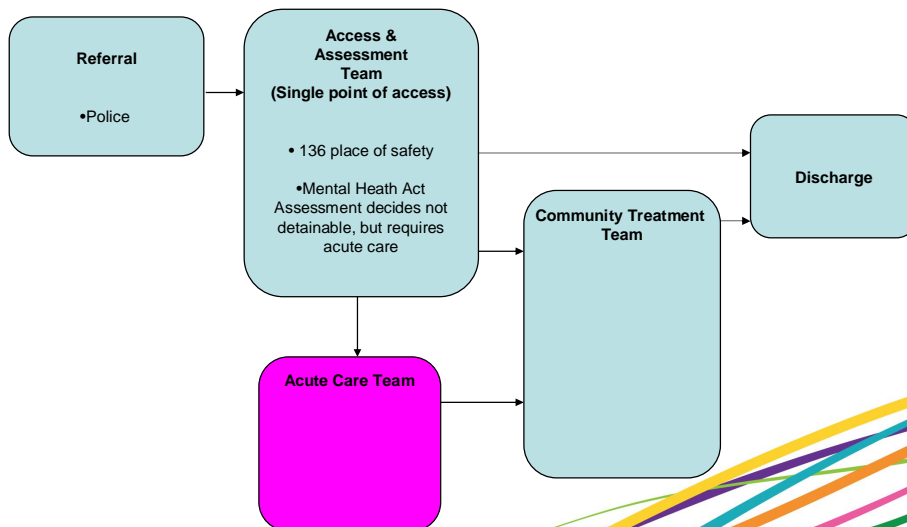 Referral
•Police
Access &
Assessment
Team
(Single point of access)
• 136 place of safety
•Mental Heath Act
Assessment decides not
detainable, but requires
acute care
Discharge
Community Treatment
Team
Acute Care Team